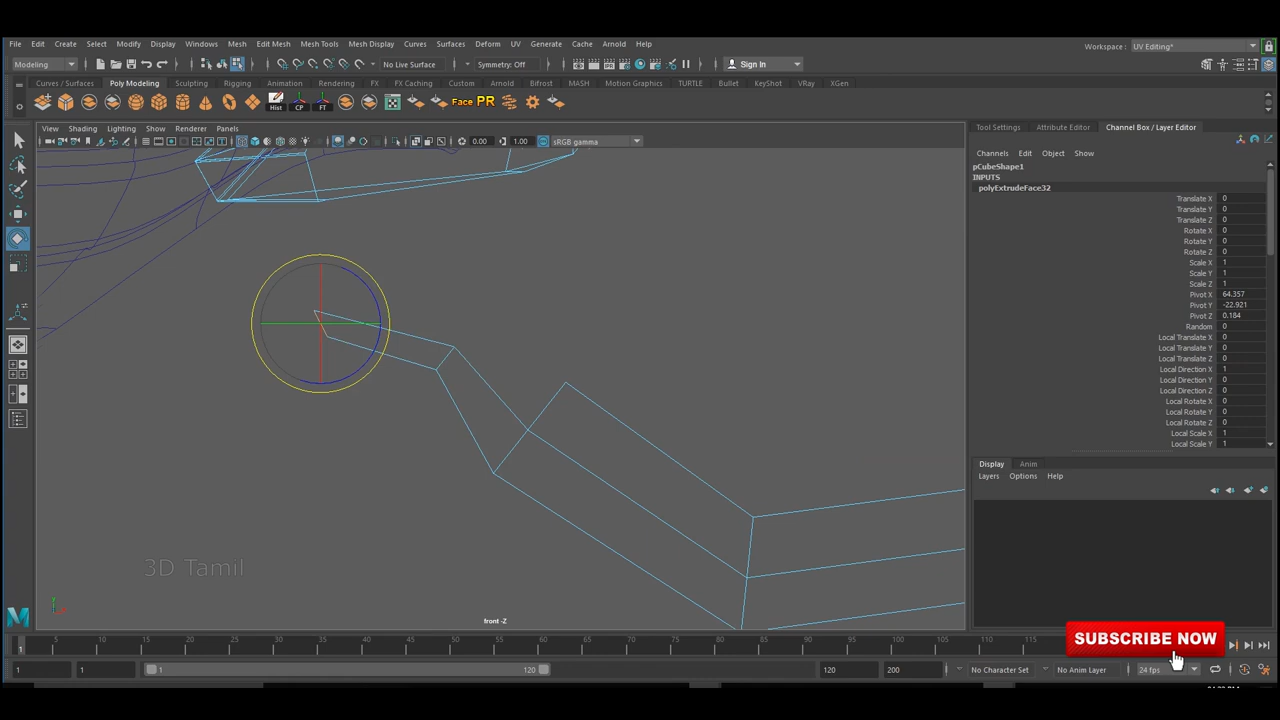 File Edit Create Select Modify Display Windows Mesh Edit Mesh Mesh Tools Mesh Display Curves Surfaces Deform UV Generate Cache Arnold Help
Workspace : UV Editing*
Modeling
No Live Surface
Symmetry: Off
Sign In
Curves / Surfaces Poly Modeling Sculpting Rigging Animation Rendering FX FX Caching Custom Arnold Bifrost MASH Motion Graphics TURTLE Bullet KeyShot VRay XGen
Hist CP FT Face PR
View Shading Lighting Show Renderer Panels
Tool Settings Attribute Editor Channel Box / Layer Editor
0.00 1.00 sRGB gamma
Channels Edit Object Show
pCubeShape1
INPUTS
polyExtrudeFace32
Translate X 0
Translate Y 0
Translate Z 0
Rotate X 0
Rotate Y 0
Rotate Z 0
Scale X 1
Scale Y 1
Scale Z 1
Pivot X 64.357
Pivot Y -22.921
Pivot Z 0.184
Random 0
Local Translate X 0
Local Translate Y 0
Local Translate Z 0
Local Direction X 1
Local Direction Y 0
Local Direction Z 0
Local Rotate X 0
Local Rotate Y 0
Local Rotate Z 0
Local Scale X 1
Local Scale Y 1
Display Anim
Layers Options Help
3D Tamil
front -Z
SUBSCRIBE NOW
5 10 15 20 25 30 35 40 45 50 55 60 65 70 75 80 85 90 95 100 105 110 115
1
1 1 1 120 120 200 No Character Set No Anim Layer 24 fps